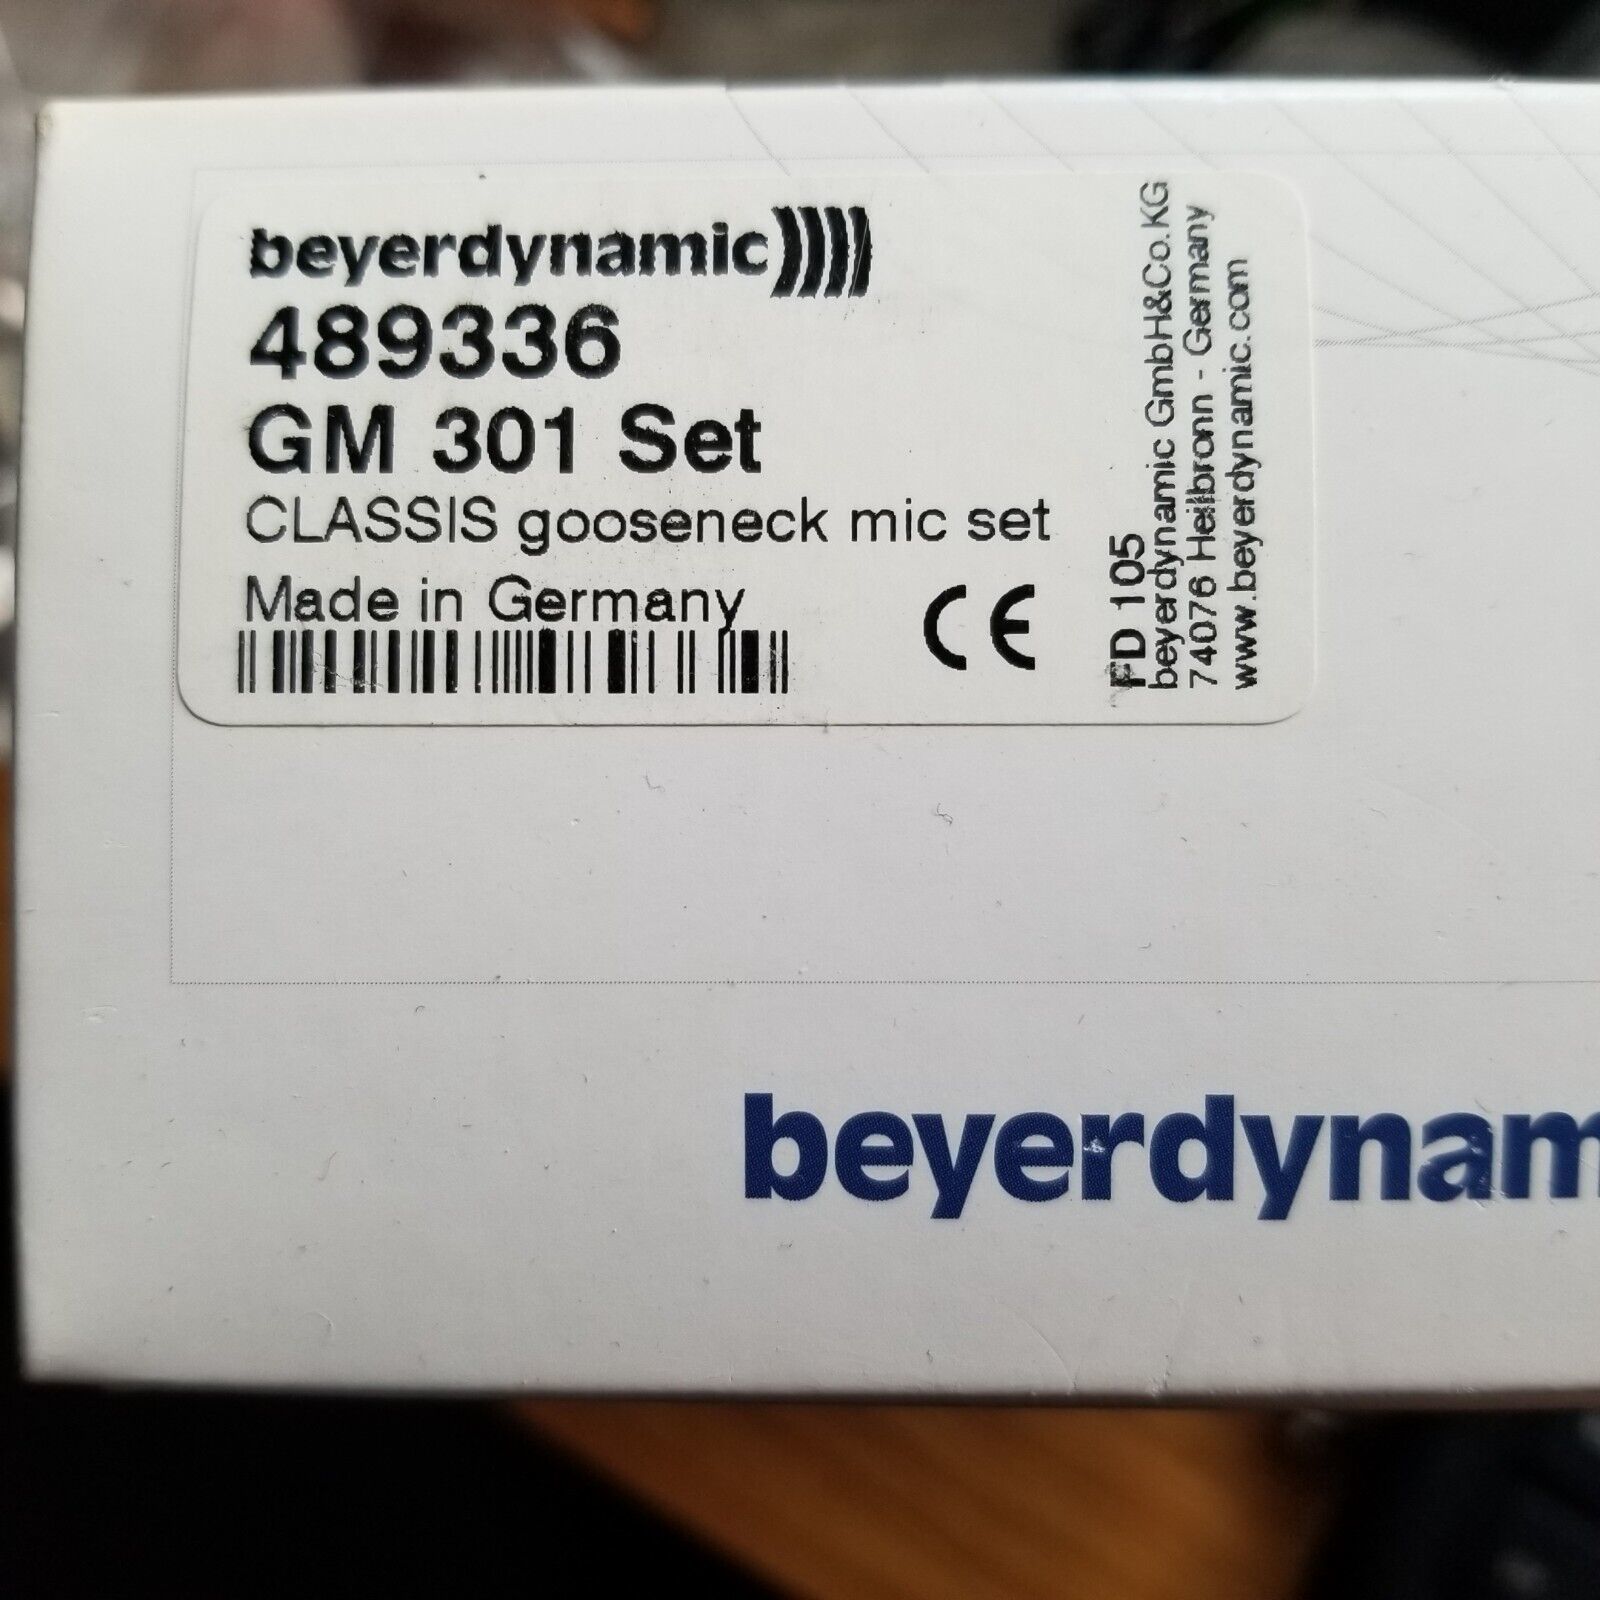 beyerdynamic
489336
GM 301 Set
CLASSIS gooseneck mic set
Made in Germany
CE
FD 105
beyerdynamic GmbH&Co.KG
74076 Heilbronn - Germany
www.beyerdynamic.com
beyerdynam